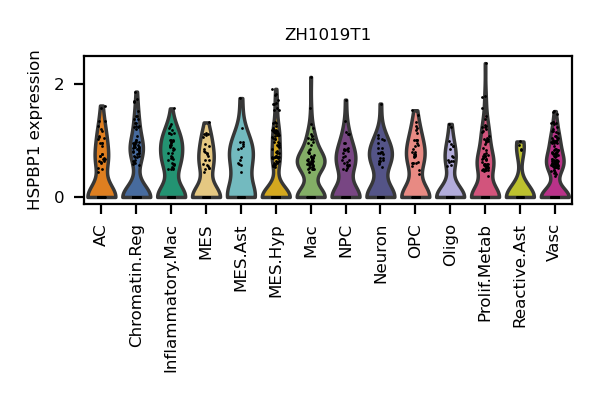 ZH1019T1
HSPBP1 expression
2
0
AC
Chromatin.Reg
Inflammatory.Mac
MES
MES.Ast
MES.Hyp
Mac
NPC
Neuron
OPC
Oligo
Prolif.Metab
Reactive.Ast
Vasc